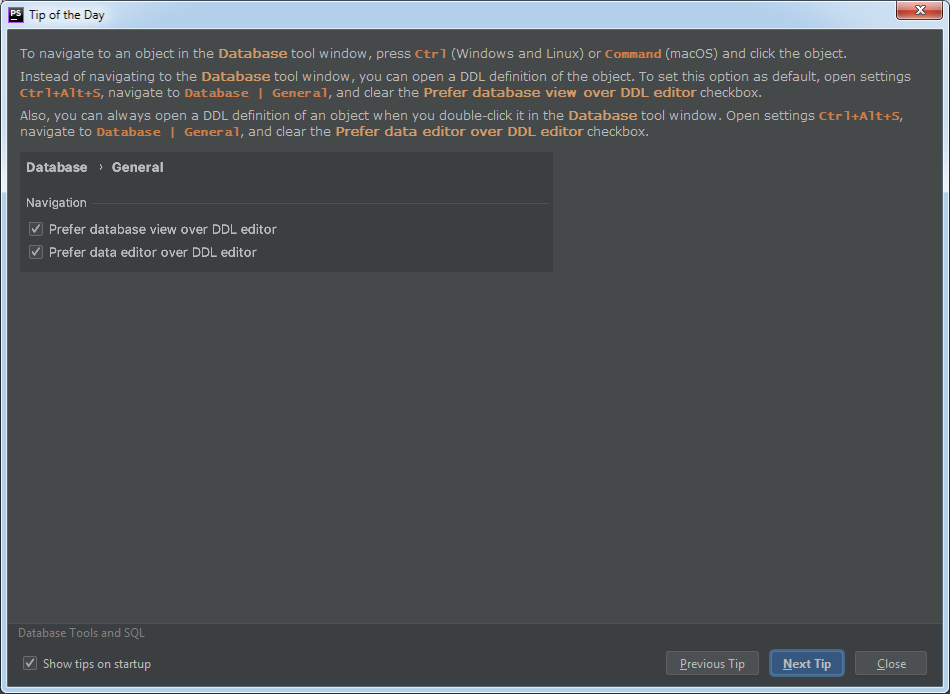 PS Tip of the Day
To navigate to an object in the Database tool window, press Ctrl (Windows and Linux) or Command (macOS) and click the object.
Instead of navigating to the Database tool window, you can open a DDL definition of the object. To set this option as default, open settings
Ctrl+Alt+S, navigate to Database | General, and clear the Prefer database view over DDL editor checkbox.
Also, you can always open a DDL definition of an object when you double-click it in the Database tool window. Open settings Ctrl+Alt+S,
navigate to Database | General, and clear the Prefer data editor over DDL editor checkbox.
Database › General
Navigation
Prefer database view over DDL editor
Prefer data editor over DDL editor
Database Tools and SQL
Show tips on startup
Previous Tip
Next Tip
Close